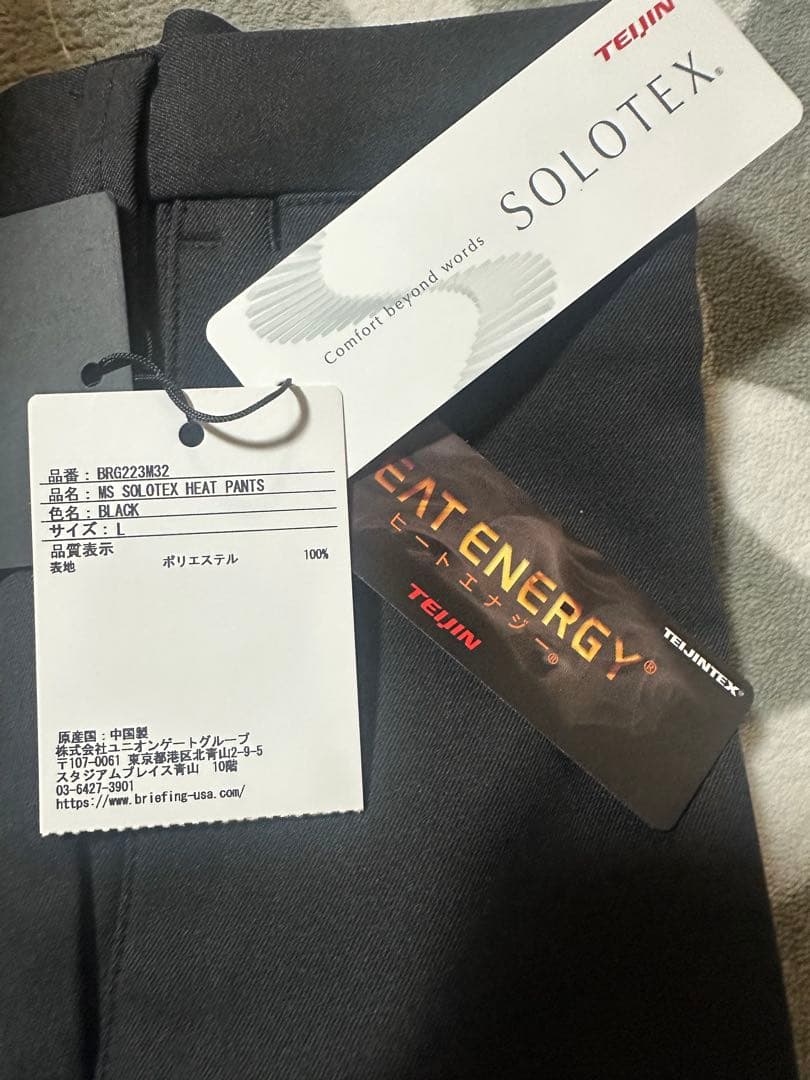 TEIJIN
SOLOTEX®
Comfort beyond words
品番：BRG223M32
品名：MS SOLOTEX HEAT PANTS
色名：BLACK
サイズ：L
品質表示
表地 ポリエステル 100%
原産国：中国製
株式会社ユニオンゲートグループ
〒107-0061 東京都港区北青山2-9-5
スタジアムプレイス青山 10階
03-6427-3901
https://www.briefing-usa.com/
EAT ENERGY®
ヒートエナジー®
TEIJIN
TEIJINTEX®